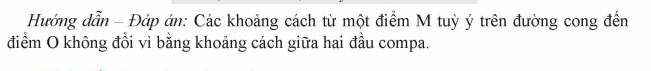 Hướng dẫn – Đáp án: Các khoảng cách từ một điểm M tuỳ ý trên đường cong đến
điểm O không đổi vì bằng khoảng cách giữa hai đầu compa.